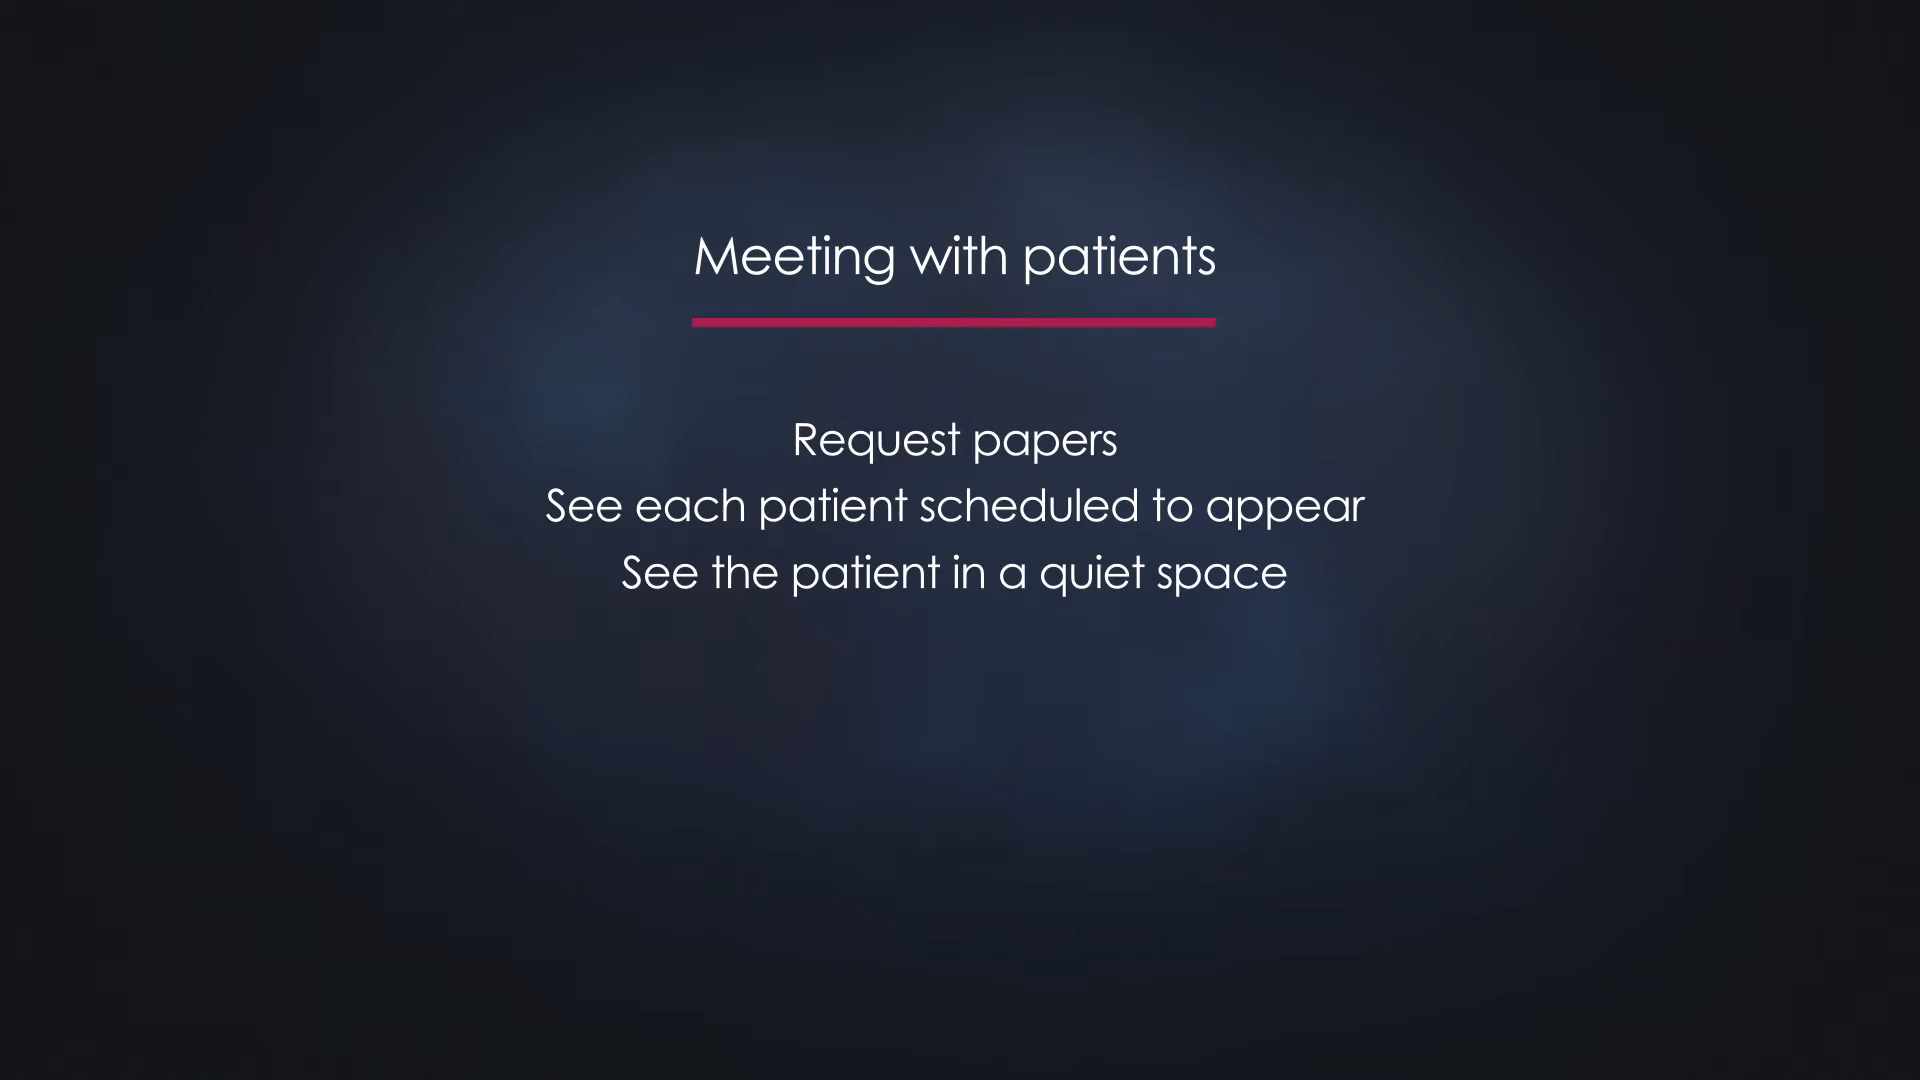 Meeting with patients
Request papers
See each patient scheduled to appear
See the patient in a quiet space